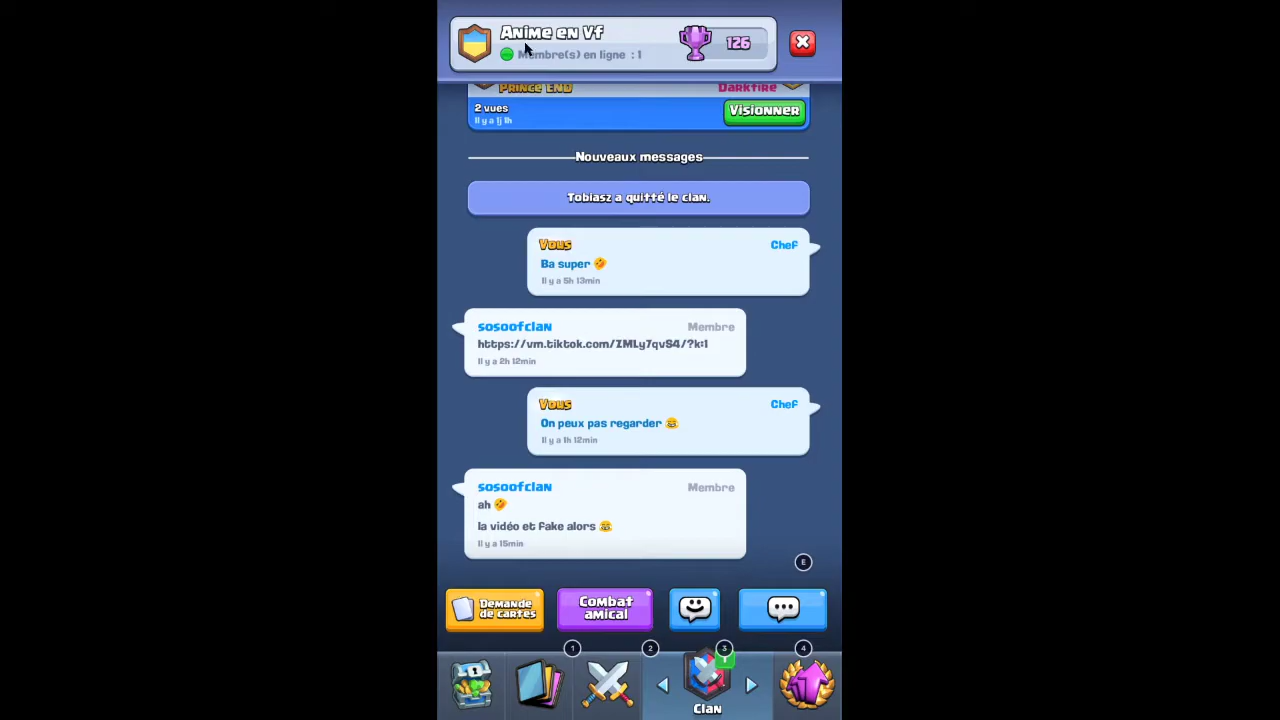 Anime en Vf
Membre(s) en ligne : 1
126
Prince End
Darkfire
2 vues
Il y a 1j 1h
Visionner
Nouveaux messages
Tobiasz a quitté le clan.
Vous
Chef
Ba super 🤣
Il y a 5h 13min
sosoofclan
Membre
https://vm.tiktok.com/ZMLy7qvS4/?k=1
Il y a 2h 12min
Vous
Chef
On peux pas regarder 😂
Il y a 1h 12min
sosoofclan
Membre
ah 🤣
la vidéo et fake alors 😂
Il y a 15min
E
Demande
de cartes
Combat
amical
1
2
3
4
Clan